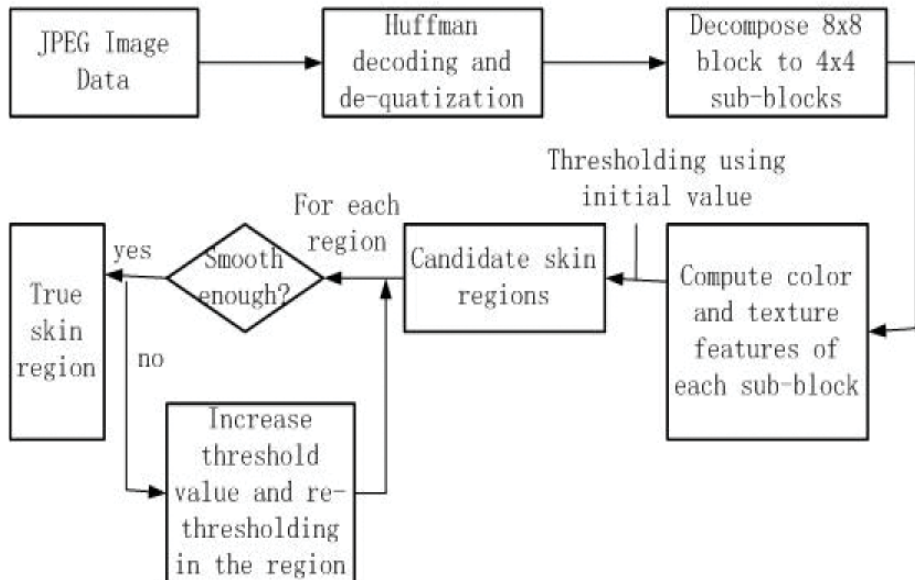 JPEG Image
Data
Huffman
decoding and
de-quatization
Decompose 8x8
block to 4x4
sub-blocks
Thresholding using
initial value
Compute color
and texture
features of
each sub-block
Candidate skin
regions
For each
region
Smooth
enough?
yes
no
True
skin
region
Increase
threshold
value and re-
thresholding
in the region